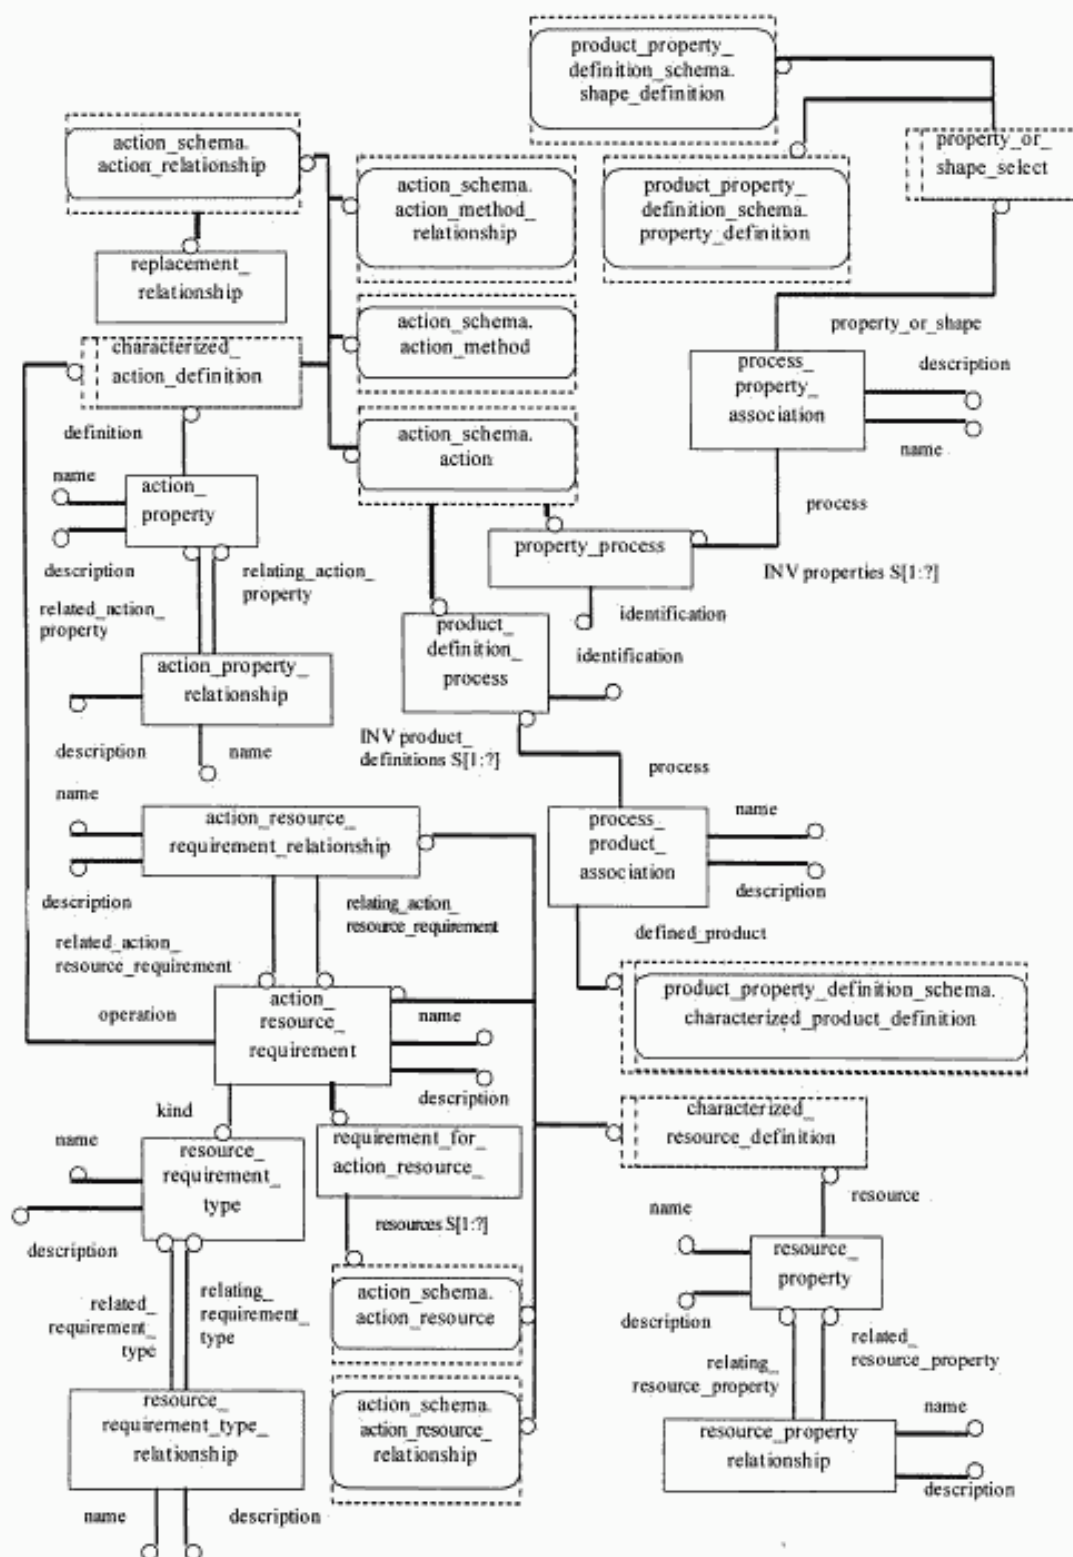 product_property_
definition_schema.
shape_definition
action_schema.
action_relationship
action_schema.
action_method_
relationship
product_property_
definition_schema.
property_definition
property_or_
shape_select
replacement_
relationship
action_schema.
action_method
property_or_shape
characterized_
action_definition
process_
property_
association
description
name
definition
action_schema.
action
name
action_
property
process
description
relating_action_
property
property_process
INV properties S[1:?]
related_action_
property
identification
product_
definition_
process
identification
action_property_
relationship
description
name
INV product_
definitions S[1:?]
process
name
action_resource_
requirement_relationship
process_
product_
association
name
description
description
relating_action_
resource_requirement
related_action_
resource_requirement
defined_product
product_property_definition_schema.
characterized_product_definition
operation
action_
resource_
requirement
name
description
kind
characterized_
resource_definition
name
resource_
requirement_
type
requirement_for_
action_resource_
resource
description
resources S[1:?]
name
resource_
property
related_
requirement_
type
relating_
requirement_
type
action_schema.
action_resource
description
relating_
resource_property
related_
resource_property
resource_
requirement_type_
relationship
action_schema.
action_resource_
relationship
resource_property
relationship
name
description
name
description